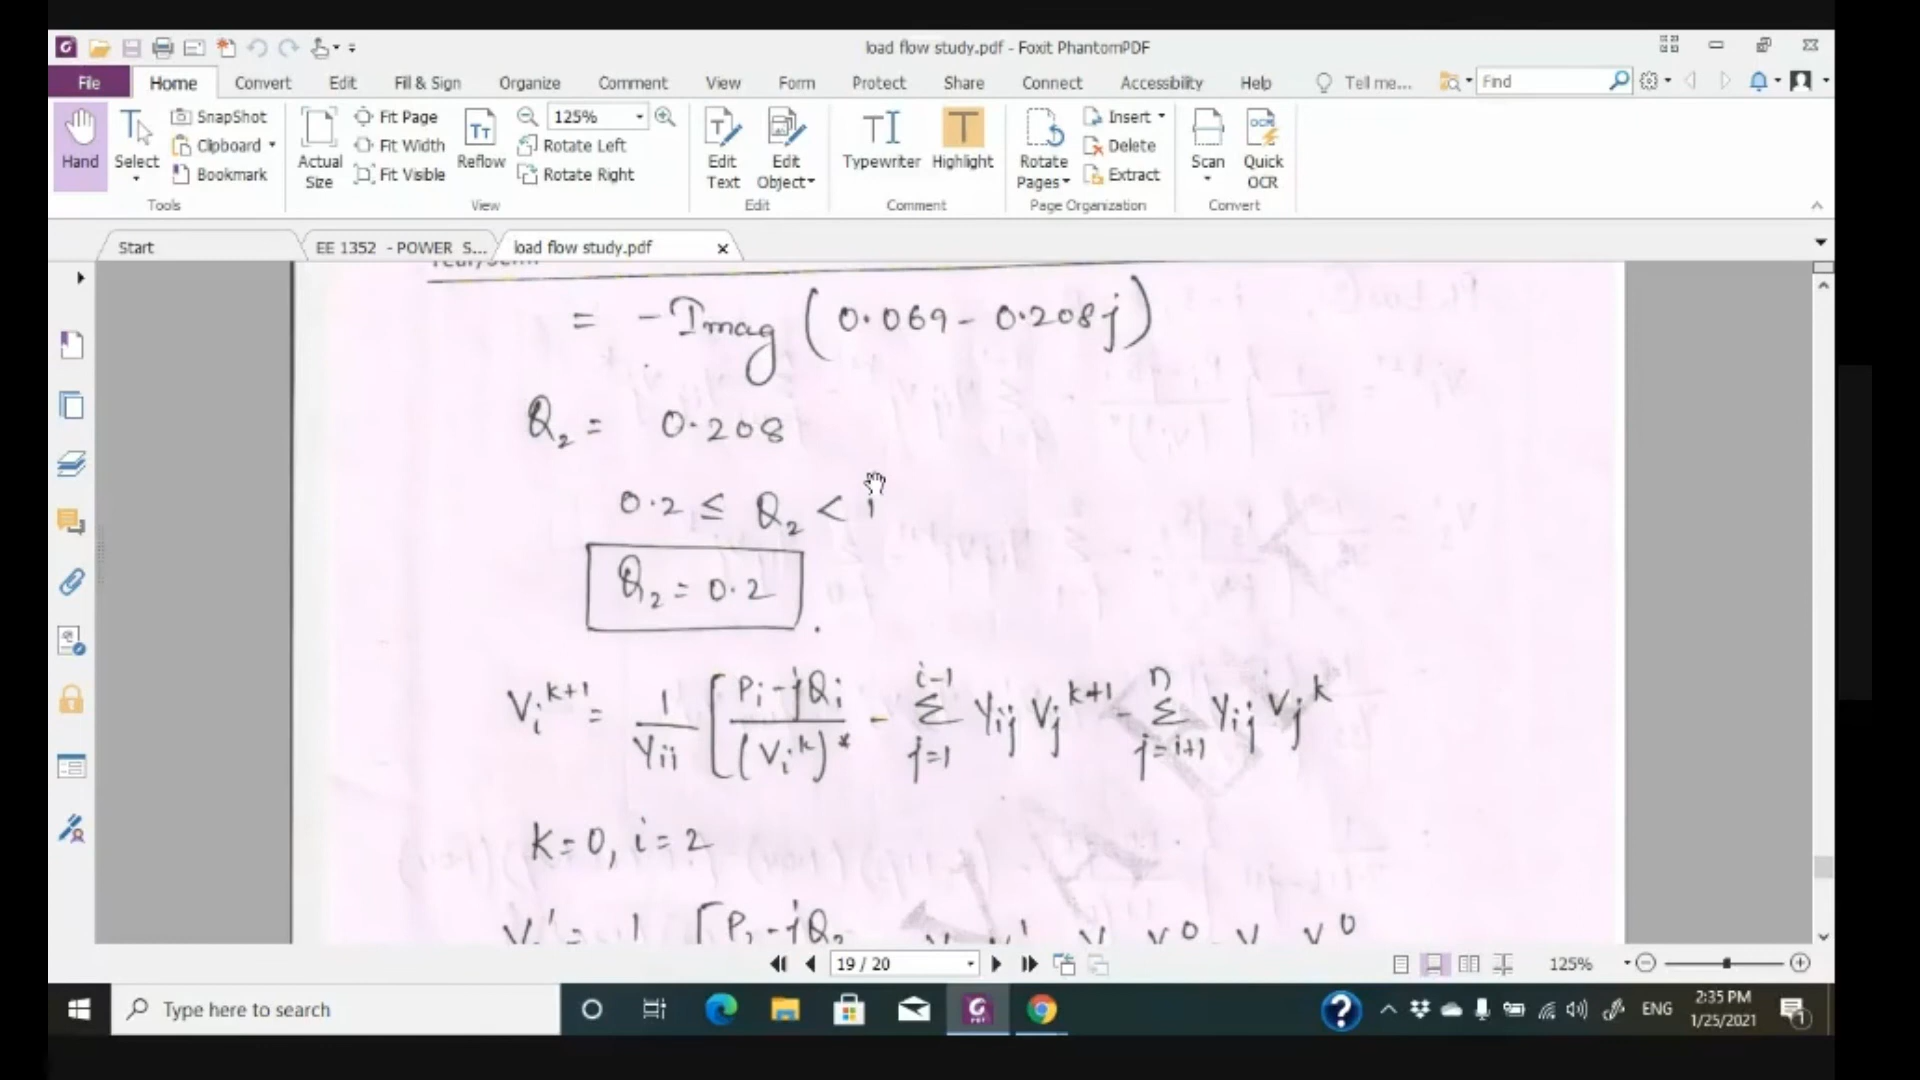 load flow study.pdf - Foxit PhantomPDF
File Home Convert Edit Fill & Sign Organize Comment View Form Protect Share Connect Accessibility Help Tell me... Find
Hand
Select
SnapShot
Clipboard
Bookmark
Tools
Actual Size
Fit Page
Fit Width
Fit Visible
Reflow
125%
Rotate Left
Rotate Right
View
Edit Text
Edit Object
Edit
Typewriter
Highlight
Comment
Rotate Pages
Insert
Delete
Extract
Page Organization
Scan
Quick OCR
Convert
Start
EE 1352 - POWER S...
load flow study.pdf
= - Imag (0.069 - 0.208j)
Q₂ = 0.208
0.2 ≤ Q₂ < 1
Q₂ = 0.2
Vᵢᵏ⁺¹ = 1/Yᵢᵢ [ (Pᵢ - jQᵢ)/(Vᵢᵏ)* - Σ(j=1 to i-1) Yᵢⱼ Vⱼᵏ⁺¹ - Σ(j=i+1 to n) Yᵢⱼ Vⱼᵏ
K=0, i=2
19 / 20
125%
Type here to search
ENG
2:35 PM
1/25/2021